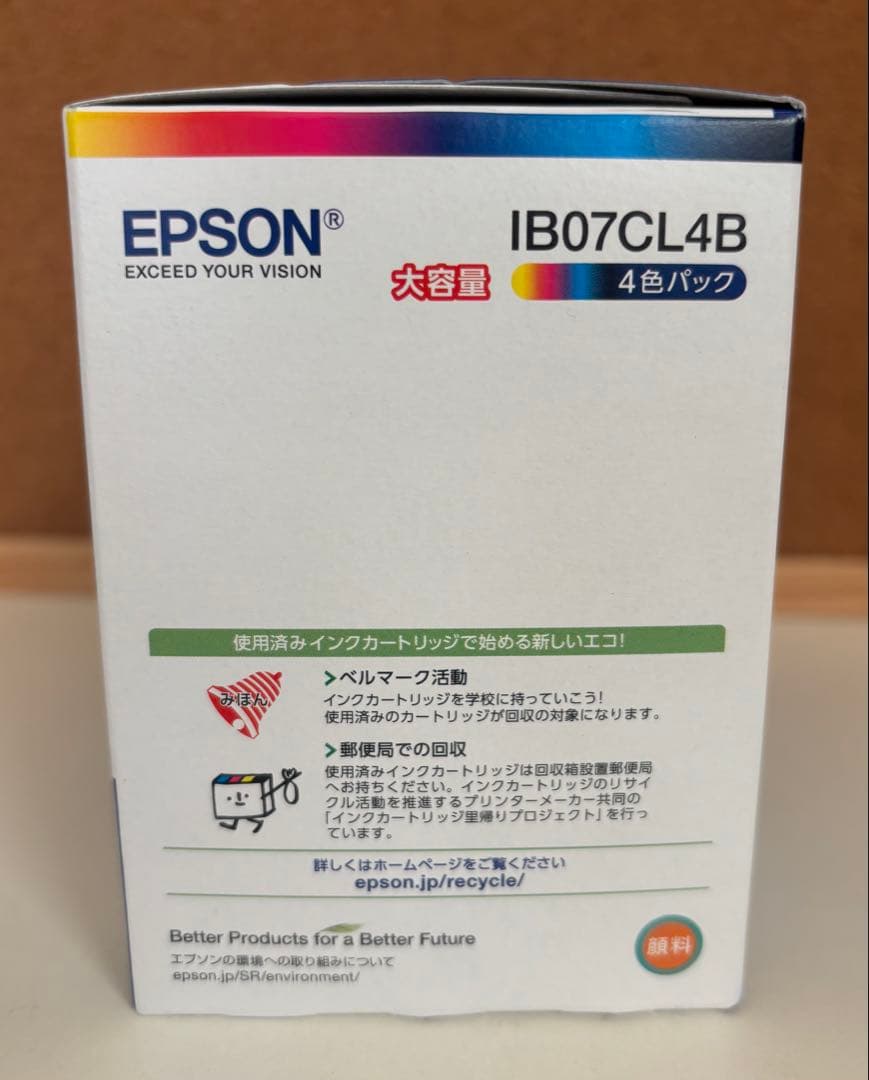 EPSON®
EXCEED YOUR VISION
IB07CL4B
大容量
4色パック
使用済みインクカートリッジで始める新しいエコ!
みほん
>ベルマーク活動
インクカートリッジを学校に持っていこう!
使用済みのカートリッジが回収の対象になります。
>郵便局での回収
使用済みインクカートリッジは回収箱設置郵便局
へお持ちください。インクカートリッジのリサイ
クル活動を推進するプリンターメーカー共同の
「インクカートリッジ里帰りプロジェクト」を行っ
ています。
詳しくはホームページをご覧ください
epson.jp/recycle/
Better Products for a Better Future
エプソンの環境への取り組みについて
epson.jp/SR/environment/
顔料